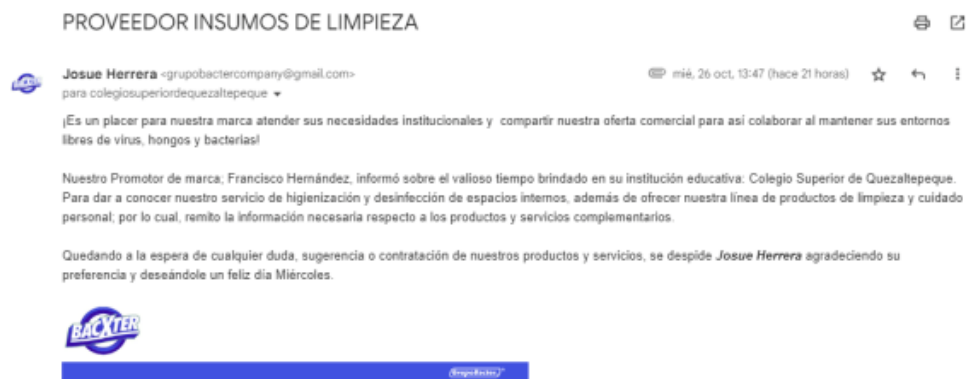 PROVEEDOR INSUMOS DE LIMPIEZA
Josue Herrera <grupobactercompany@gmail.com>
mié, 26 oct, 13:47 (hace 21 horas)
para colegiosuperiordequezaltepeque
¡Es un placer para nuestra marca atender sus necesidades institucionales y compartir nuestra oferta comercial para así colaborar al mantener sus entornos
libres de virus, hongos y bacterias!
Nuestro Promotor de marca; Francisco Hernández, informó sobre el valioso tiempo brindado en su institución educativa: Colegio Superior de Quezaltepeque.
Para dar a conocer nuestro servicio de higienización y desinfección de espacios internos, además de ofrecer nuestra línea de productos de limpieza y cuidado
personal; por lo cual, remito la información necesaria respecto a los productos y servicios complementarios.
Quedando a la espera de cualquier duda, sugerencia o contratación de nuestros productos y servicios, se despide Josue Herrera agradeciendo su
preferencia y deseándole un feliz día Miércoles.
BACXTER